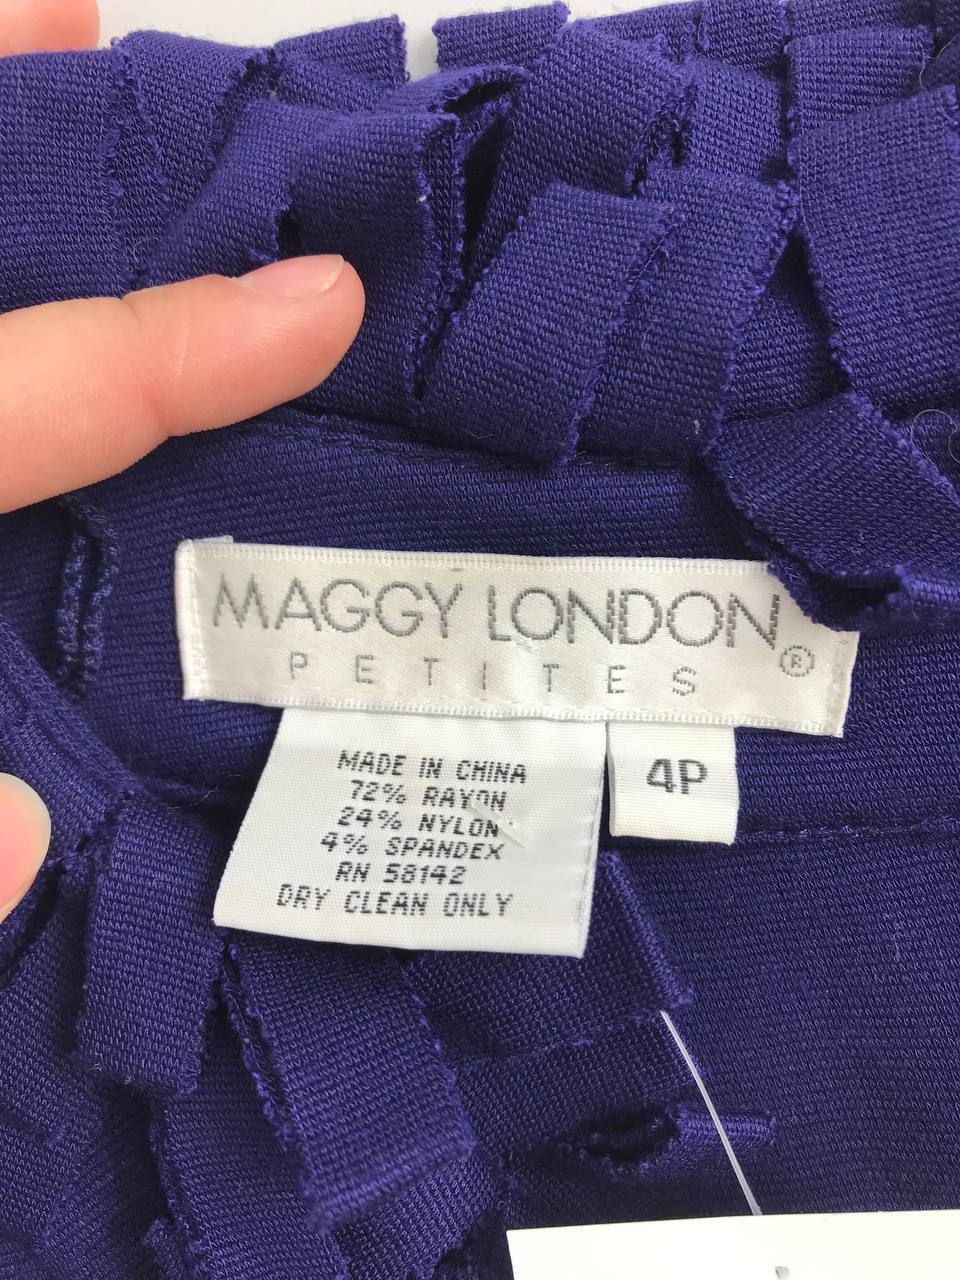 MAGGY LONDON®
PETITES
4P
MADE IN CHINA
72% RAYON
24% NYLON
4% SPANDEX
RN 58142
DRY CLEAN ONLY